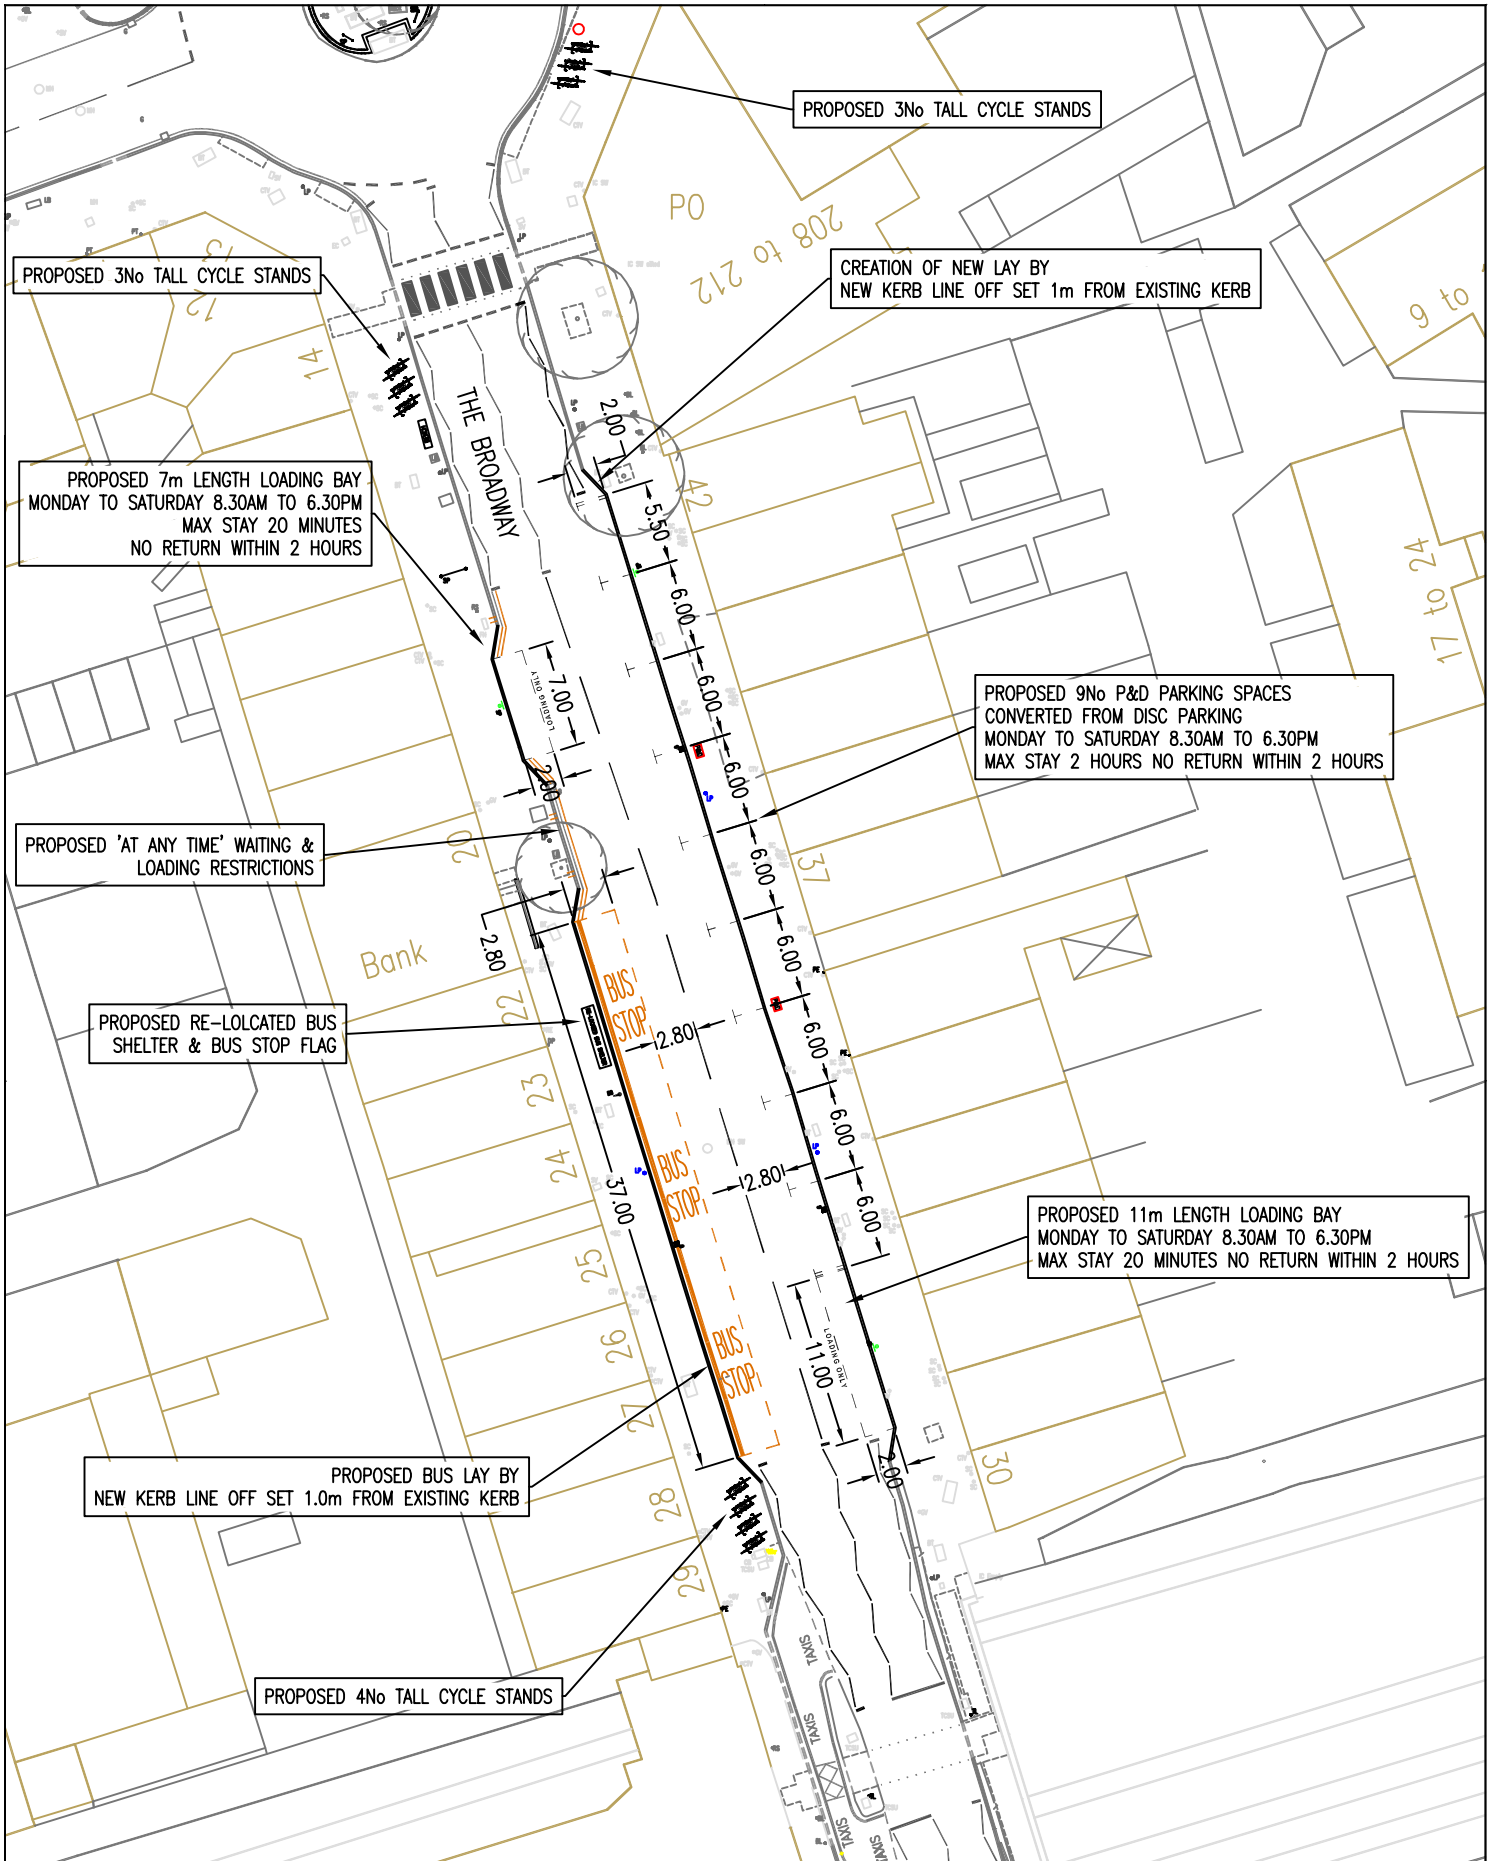 PROPOSED 3No TALL CYCLE STANDS
PO
208 to 212
PROPOSED 3No TALL CYCLE STANDS
12
13
14
CREATION OF NEW LAY BY
NEW KERB LINE OFF SET 1m FROM EXISTING KERB
6 to
THE BROADWAY
2.00
42
5.50
PROPOSED 7m LENGTH LOADING BAY
MONDAY TO SATURDAY 8.30AM TO 6.30PM
MAX STAY 20 MINUTES
NO RETURN WITHIN 2 HOURS
17 to 24
6.00
6.00
7.00
LOADING ONLY
PROPOSED 9No P&D PARKING SPACES
CONVERTED FROM DISC PARKING
MONDAY TO SATURDAY 8.30AM TO 6.30PM
MAX STAY 2 HOURS NO RETURN WITHIN 2 HOURS
6.00
2.00
LP
PROPOSED 'AT ANY TIME' WAITING &
LOADING RESTRICTIONS
20
6.00
37
2.80
Bank
6.00
BUS
STOP
22
PROPOSED RE-LOLCATED BUS
SHELTER & BUS STOP FLAG
2.80
6.00
23
6.00
24
BUS
STOP
LP
LP
2.80
37.00
6.00
PROPOSED 11m LENGTH LOADING BAY
MONDAY TO SATURDAY 8.30AM TO 6.30PM
MAX STAY 20 MINUTES NO RETURN WITHIN 2 HOURS
25
26
BUS
STOP
11.00
LOADING ONLY
27
PROPOSED BUS LAY BY
NEW KERB LINE OFF SET 1.0m FROM EXISTING KERB
2.00
30
28
29
PROPOSED 4No TALL CYCLE STANDS
TAXIS
TAXIS
TAXIS
TAXIS